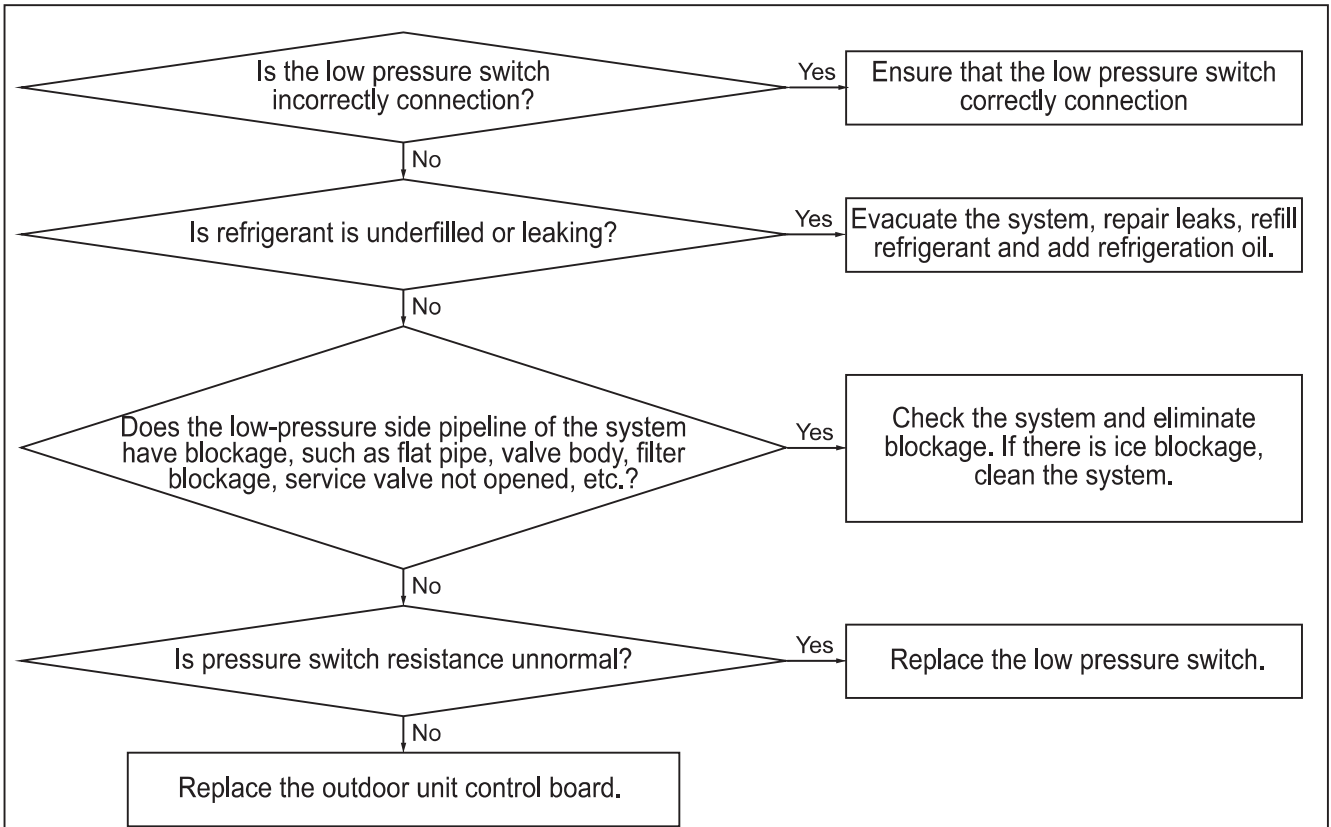 Is the low pressure switch
incorrectly connection?
Yes
Ensure that the low pressure switch
correctly connection
No
Is refrigerant is underfilled or leaking?
Yes
Evacuate the system, repair leaks, refill
refrigerant and add refrigeration oil.
No
Does the low-pressure side pipeline of the system
have blockage, such as flat pipe, valve body, filter
blockage, service valve not opened, etc.?
Yes
Check the system and eliminate
blockage. If there is ice blockage,
clean the system.
No
Is pressure switch resistance unnormal?
Yes
Replace the low pressure switch.
No
Replace the outdoor unit control board.